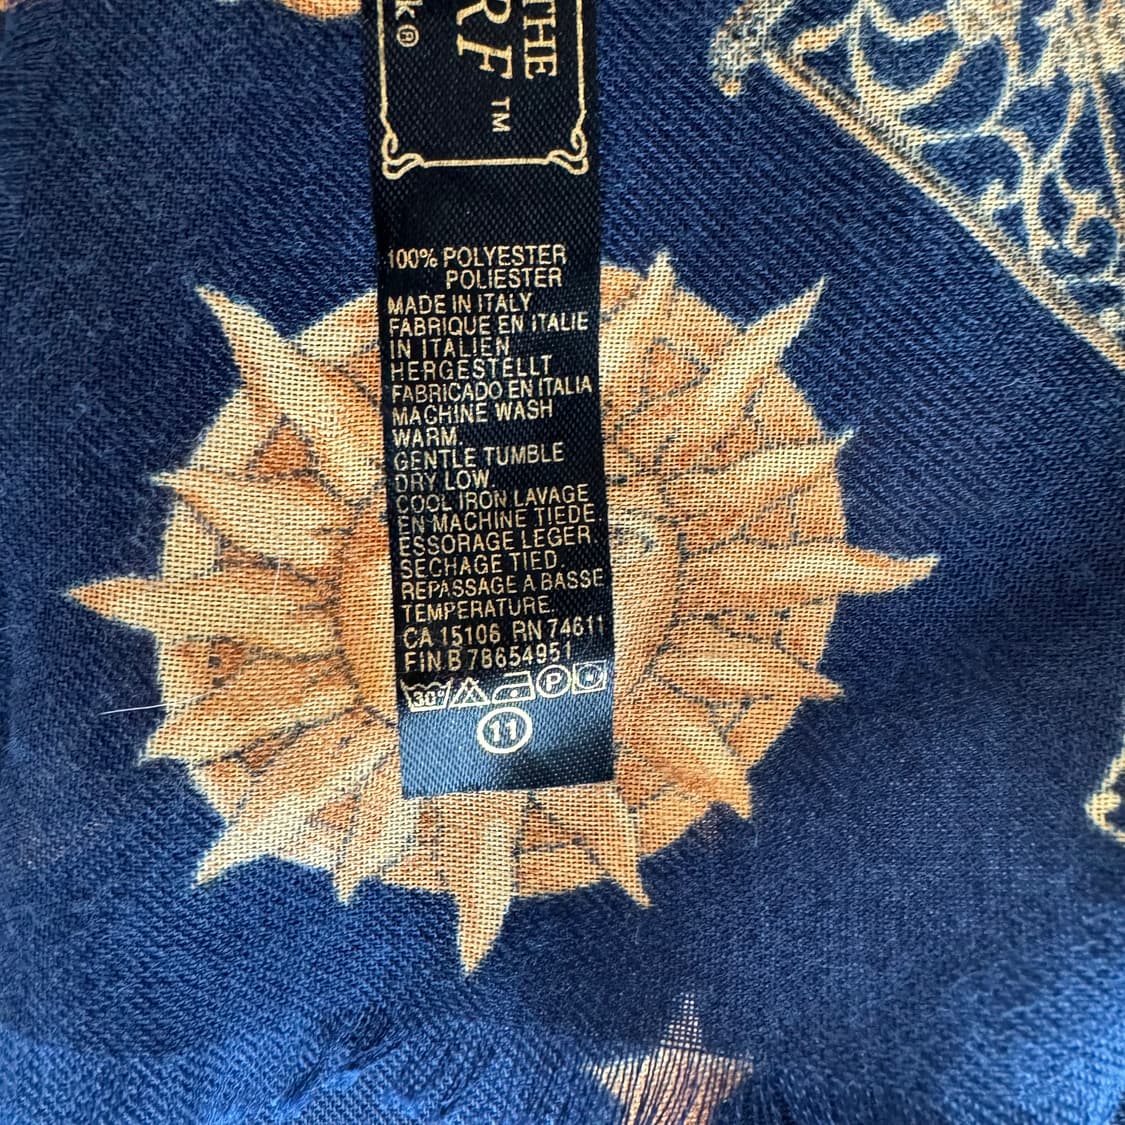 THE
RF™
k®
100% POLYESTER
POLIESTER
MADE IN ITALY
FABRIQUE EN ITALIE
IN ITALIEN
HERGESTELLT
FABRICADO EN ITALIA
MACHINE WASH
WARM.
GENTLE TUMBLE
DRY LOW.
COOL IRON LAVAGE
EN MACHINE TIEDE
ESSORAGE LEGER
SECHAGE TIED.
REPASSAGE A BASSE
TEMPERATURE.
CA 15106 RN 74611
FIN B 78654951
30° P
11